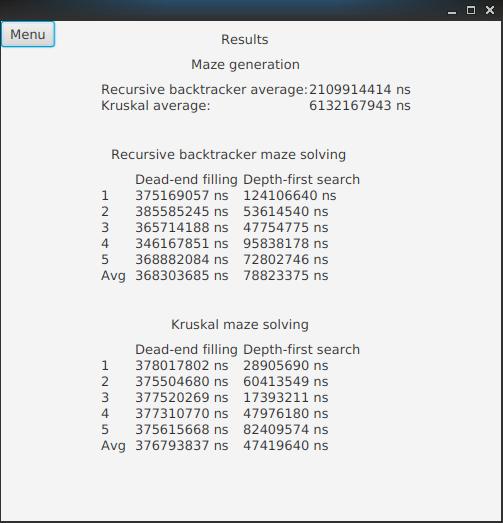 Menu
Results
Maze generation
Recursive backtracker average: 2109914414 ns
Kruskal average: 6132167943 ns
Recursive backtracker maze solving
Dead-end filling Depth-first search
1 375169057 ns 124106640 ns
2 385585245 ns 53614540 ns
3 365714188 ns 47754775 ns
4 346167851 ns 95838178 ns
5 368882084 ns 72802746 ns
Avg 368303685 ns 78823375 ns
Kruskal maze solving
Dead-end filling Depth-first search
1 378017802 ns 28905690 ns
2 375504680 ns 60413549 ns
3 377520269 ns 17393211 ns
4 377310770 ns 47976180 ns
5 375615668 ns 82409574 ns
Avg 376793837 ns 47419640 ns